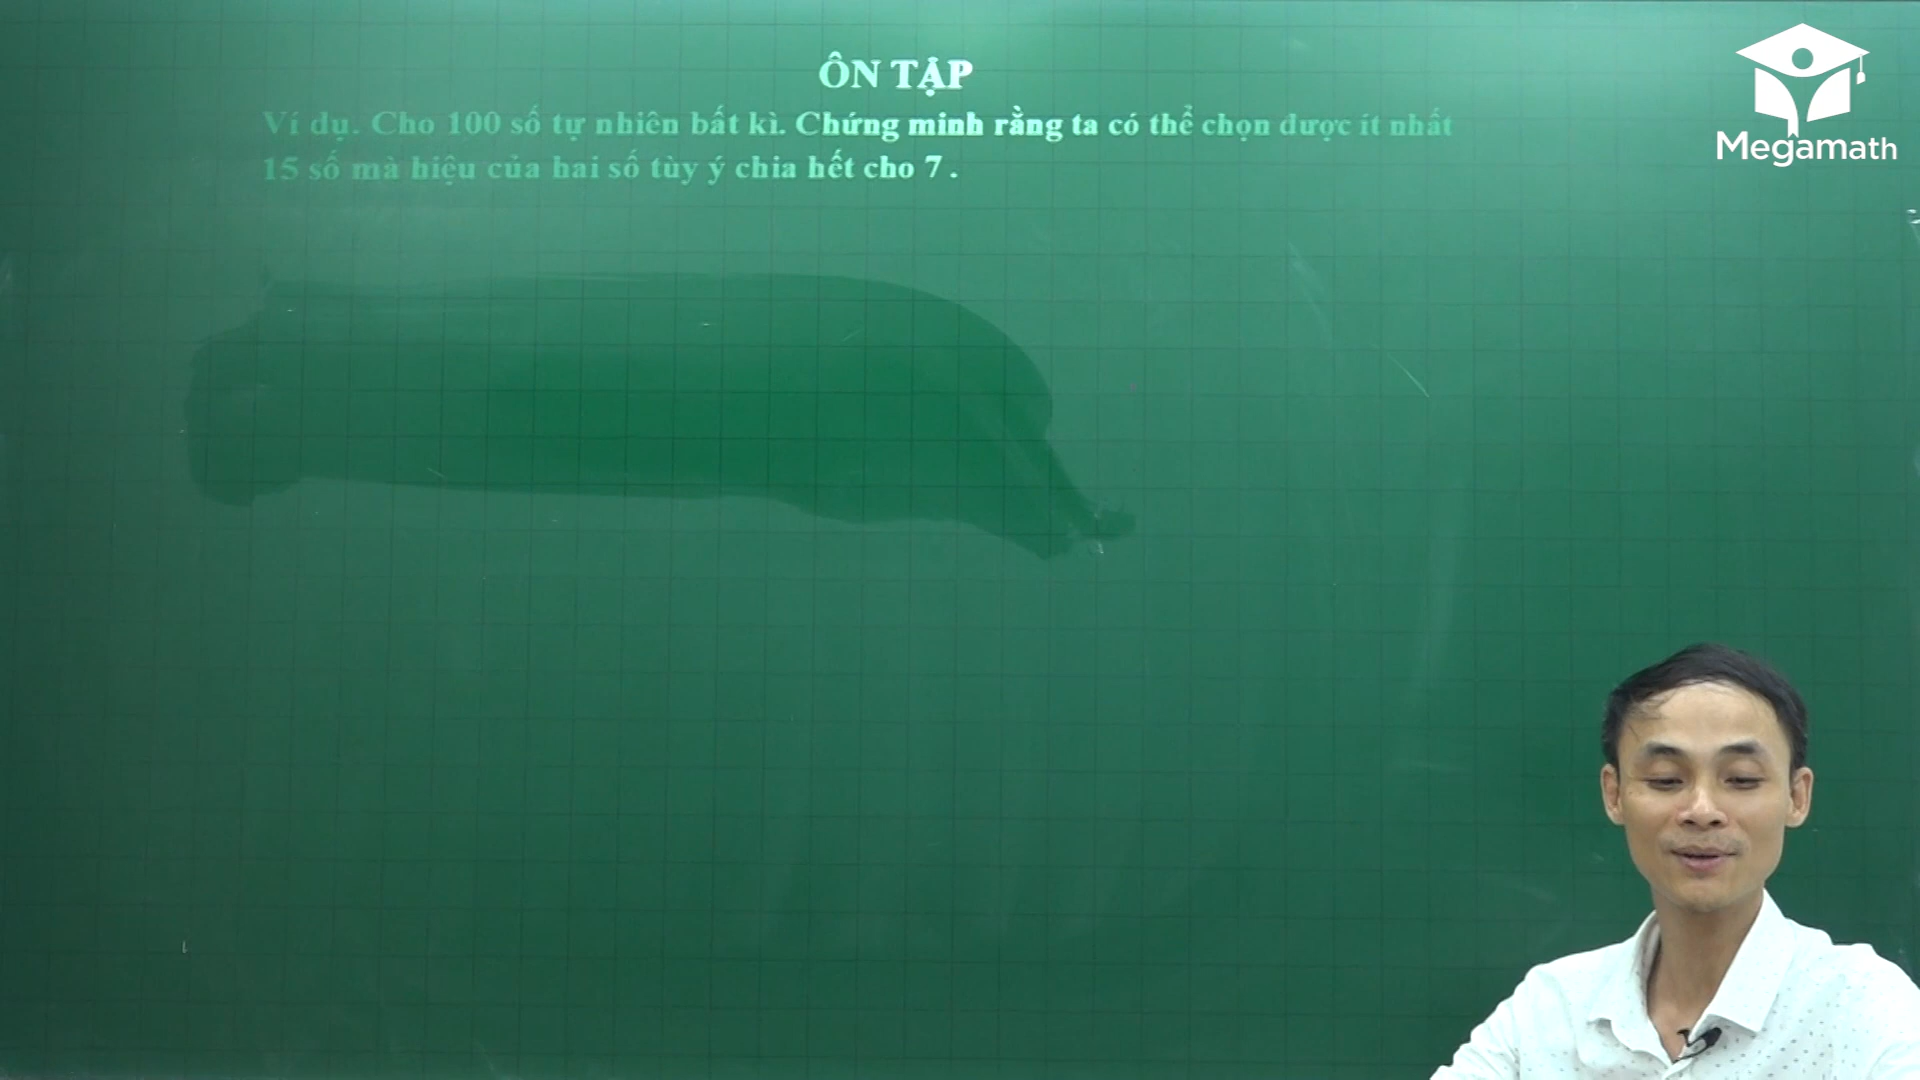 ÔN TẬP
Ví dụ. Cho 100 số tự nhiên bất kì. Chứng minh rằng ta có thể chọn được ít nhất
15 số mà hiệu của hai số tùy ý chia hết cho 7 .
Megamath